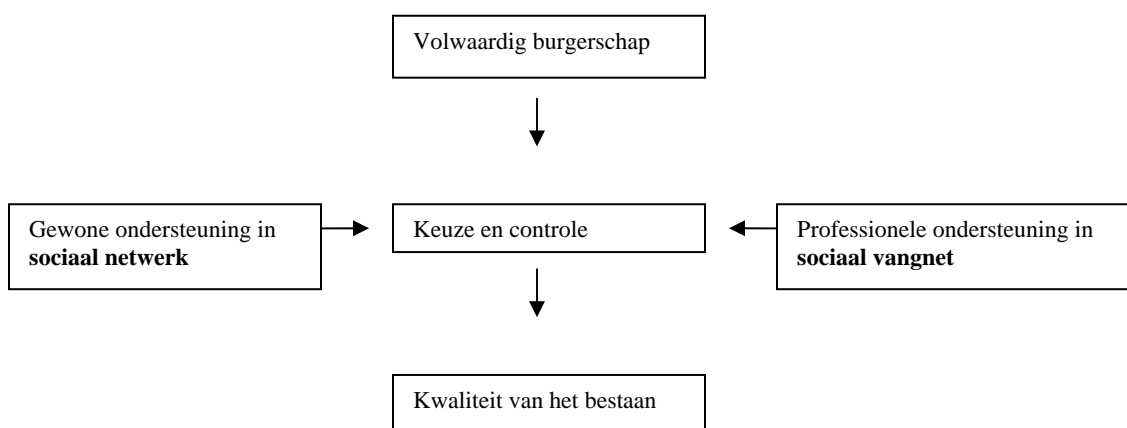 Volwaardig burgerschap
Gewone ondersteuning in
sociaal netwerk
Keuze en controle
Professionele ondersteuning in
sociaal vangnet
Kwaliteit van het bestaan